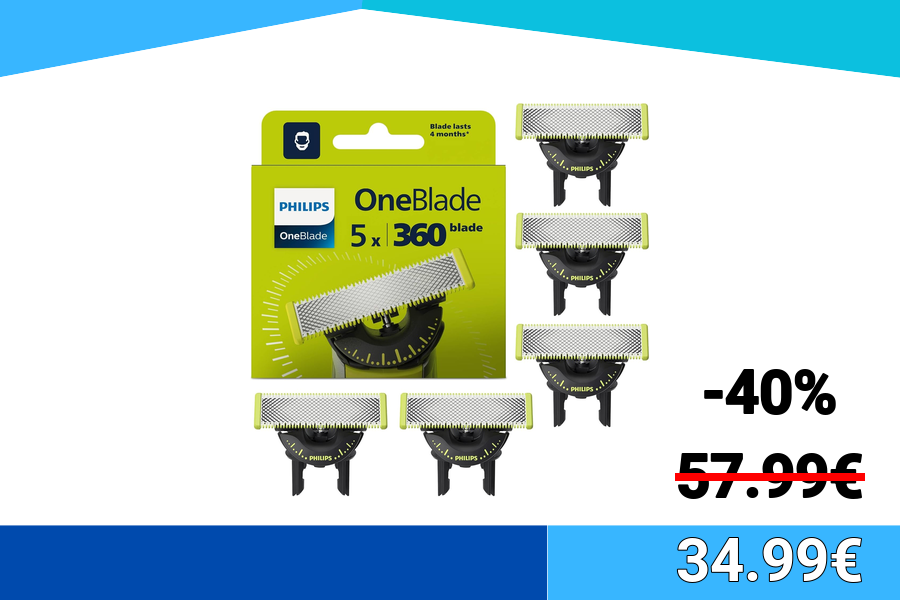 Blade lasts
4 months*
PHILIPS
OneBlade
OneBlade
5 x 360 blade
PHILIPS
PHILIPS
PHILIPS
PHILIPS
PHILIPS
-40%
57.99€
34.99€